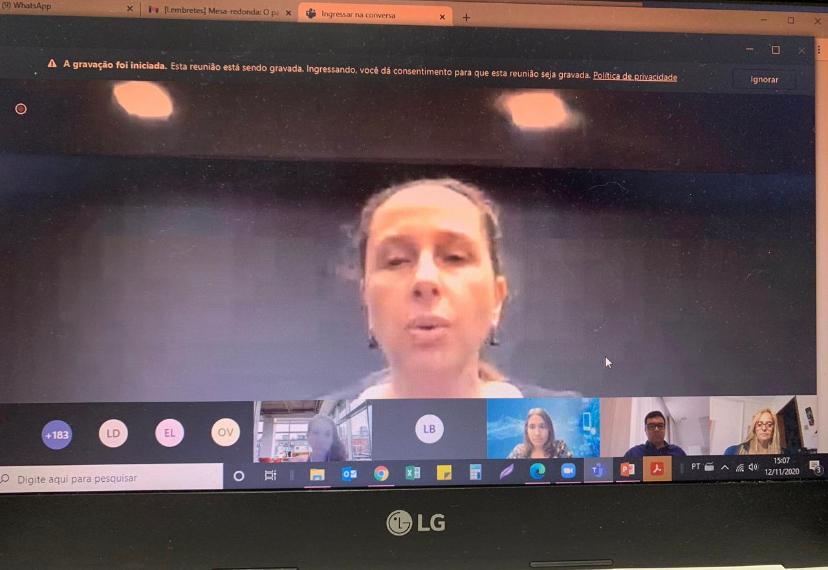 (9) WhatsApp
[Lembretes] Mesa-redonda: O pa
Ingressar na conversa
A gravação foi iniciada. Esta reunião está sendo gravada. Ingressando, você dá consentimento para que esta reunião seja gravada. Política de privacidade
Ignorar
+183
LD
EL
OV
LB
Digite aqui para pesquisar
PT
15:07
12/11/2020
LG